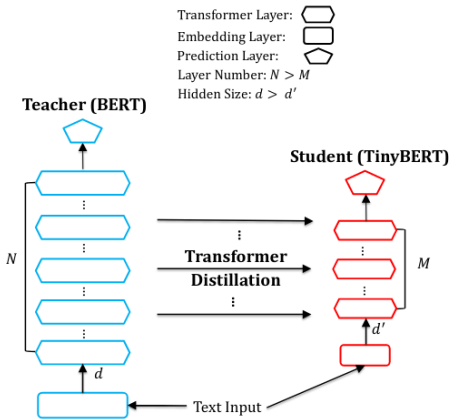 Transformer Layer:
Embedding Layer:
Prediction Layer:
Layer Number: N > M
Hidden Size: d > d′
Teacher (BERT)
Student (TinyBERT)
⋮
⋮
N
⋮
Transformer
Distillation
⋮
⋮
M
⋮
⋮
⋮
d
d′
Text Input